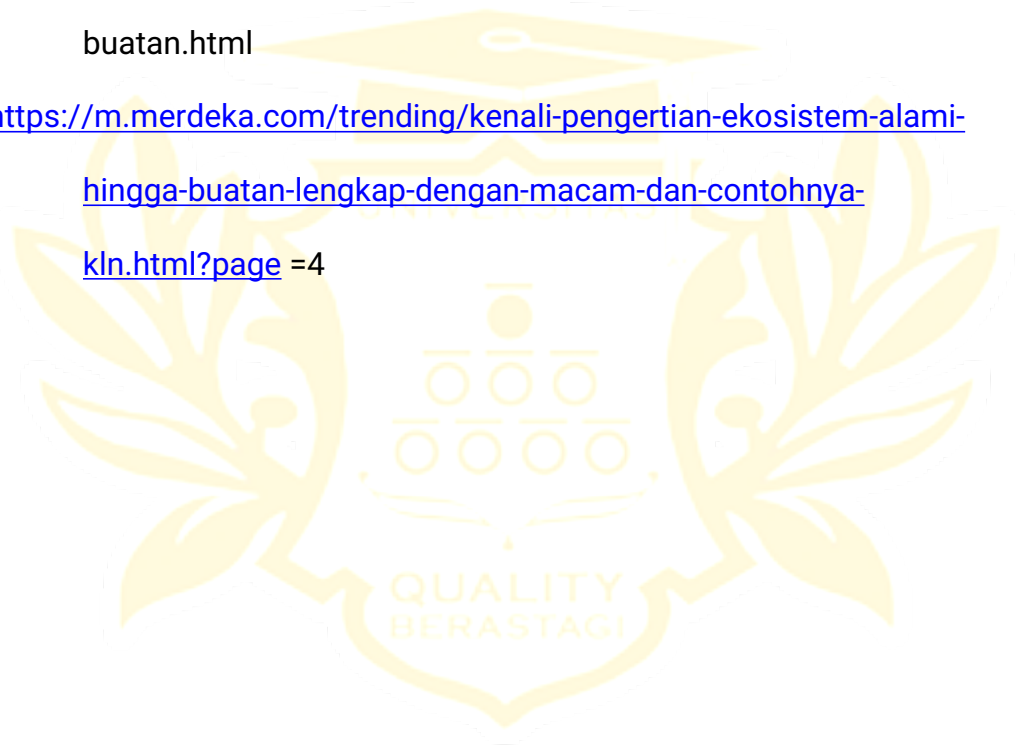 buatan.html
https://m.merdeka.com/trending/kenali-pengertian-ekosistem-alami-
hingga-buatan-lengkap-dengan-macam-dan-contohnya-
kln.html?page =4
QUALITY
BERASTAGI